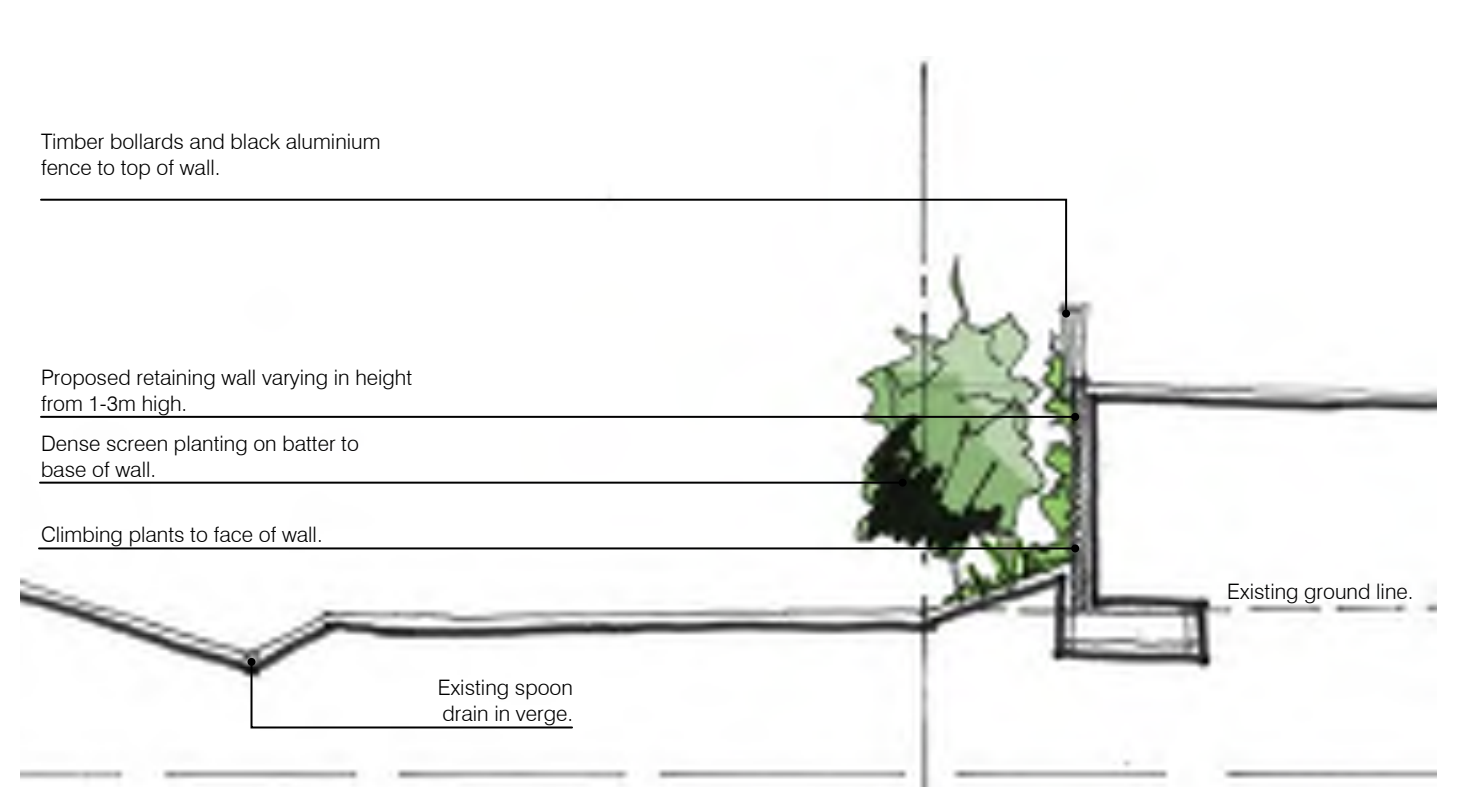 Timber bollards and black aluminium
fence to top of wall.
Proposed retaining wall varying in height
from 1-3m high.
Dense screen planting on batter to
base of wall.
Climbing plants to face of wall.
Existing ground line.
Existing spoon
drain in verge.